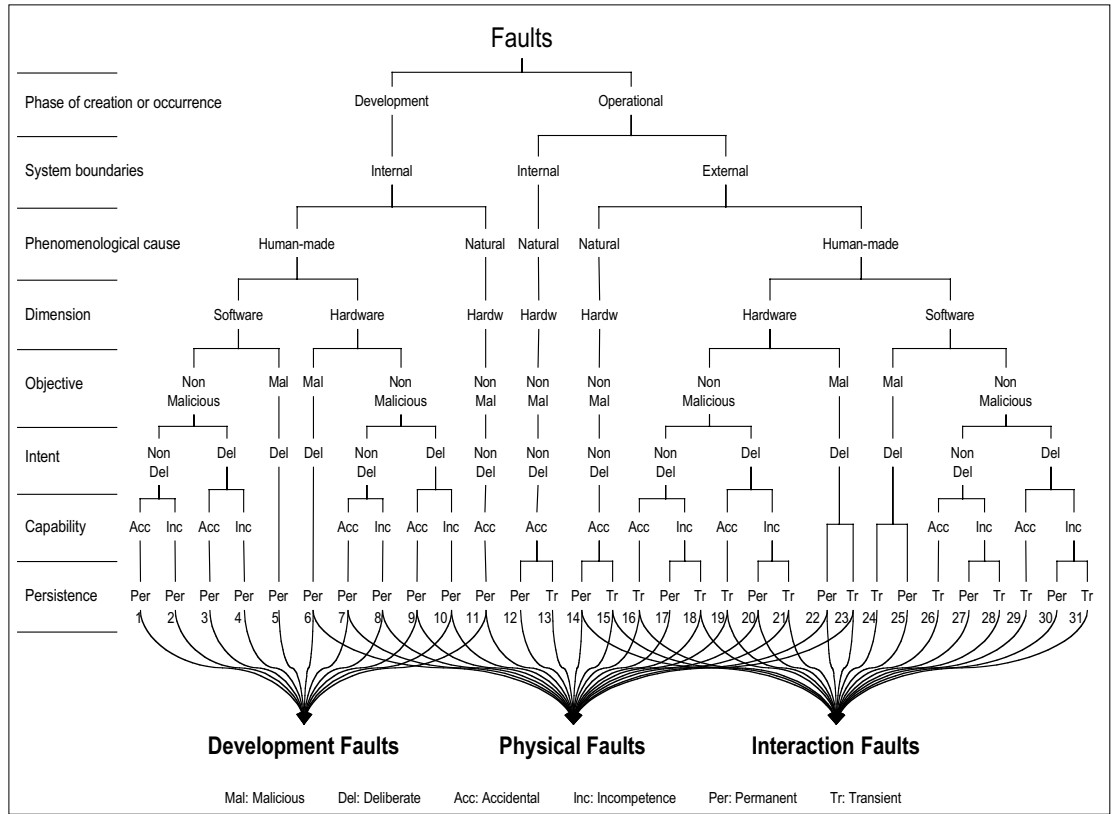 Faults
Phase of creation or occurrence Development Operational
System boundaries Internal Internal External
Phenomenological cause Human-made Natural Natural Natural Human-made
Dimension Software Hardware Hardw Hardw Hardw Hardware Software
Objective Non Mal Mal Non Non Non Non Non Mal Mal Non
Malicious Malicious Mal Mal Mal Malicious Malicious
Intent Non Del Del Del Non Del Non Non Non Non Del Del Del Non Del
Del Del Del Del Del Del Del
Capability Acc Inc Acc Inc Acc Inc Acc Inc Acc Acc Acc Acc Inc Acc Inc Acc Inc Acc Inc
Persistence Per Per Per Per Per Per Per Per Per Per Per Per Tr Per Tr Tr Per Tr Tr Per Tr Per Tr Tr Per Tr Per Tr Tr Per Tr
1 2 3 4 5 6 7 8 9 10 11 12 13 14 15 16 17 18 19 20 21 22 23 24 25 26 27 28 29 30 31
Development Faults Physical Faults Interaction Faults
Mal: Malicious Del: Deliberate Acc: Accidental Inc: Incompetence Per: Permanent Tr: Transient